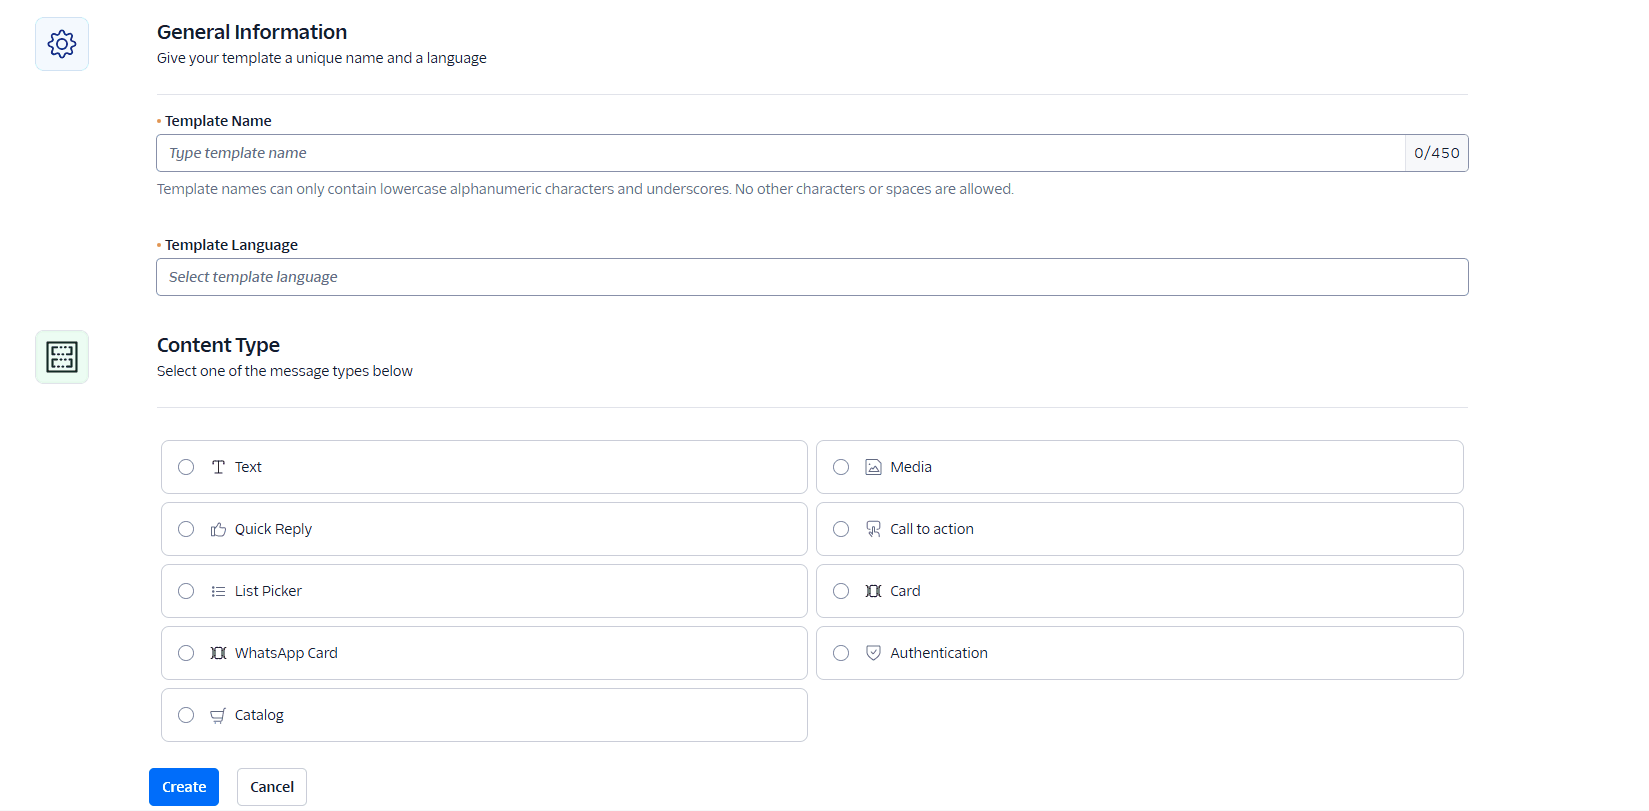 General Information
Give your template a unique name and a language
• Template Name
Type template name
0/450
Template names can only contain lowercase alphanumeric characters and underscores. No other characters or spaces are allowed.
• Template Language
Select template language
Content Type
Select one of the message types below
Text
Media
Quick Reply
Call to action
List Picker
Card
WhatsApp Card
Authentication
Catalog
Create
Cancel